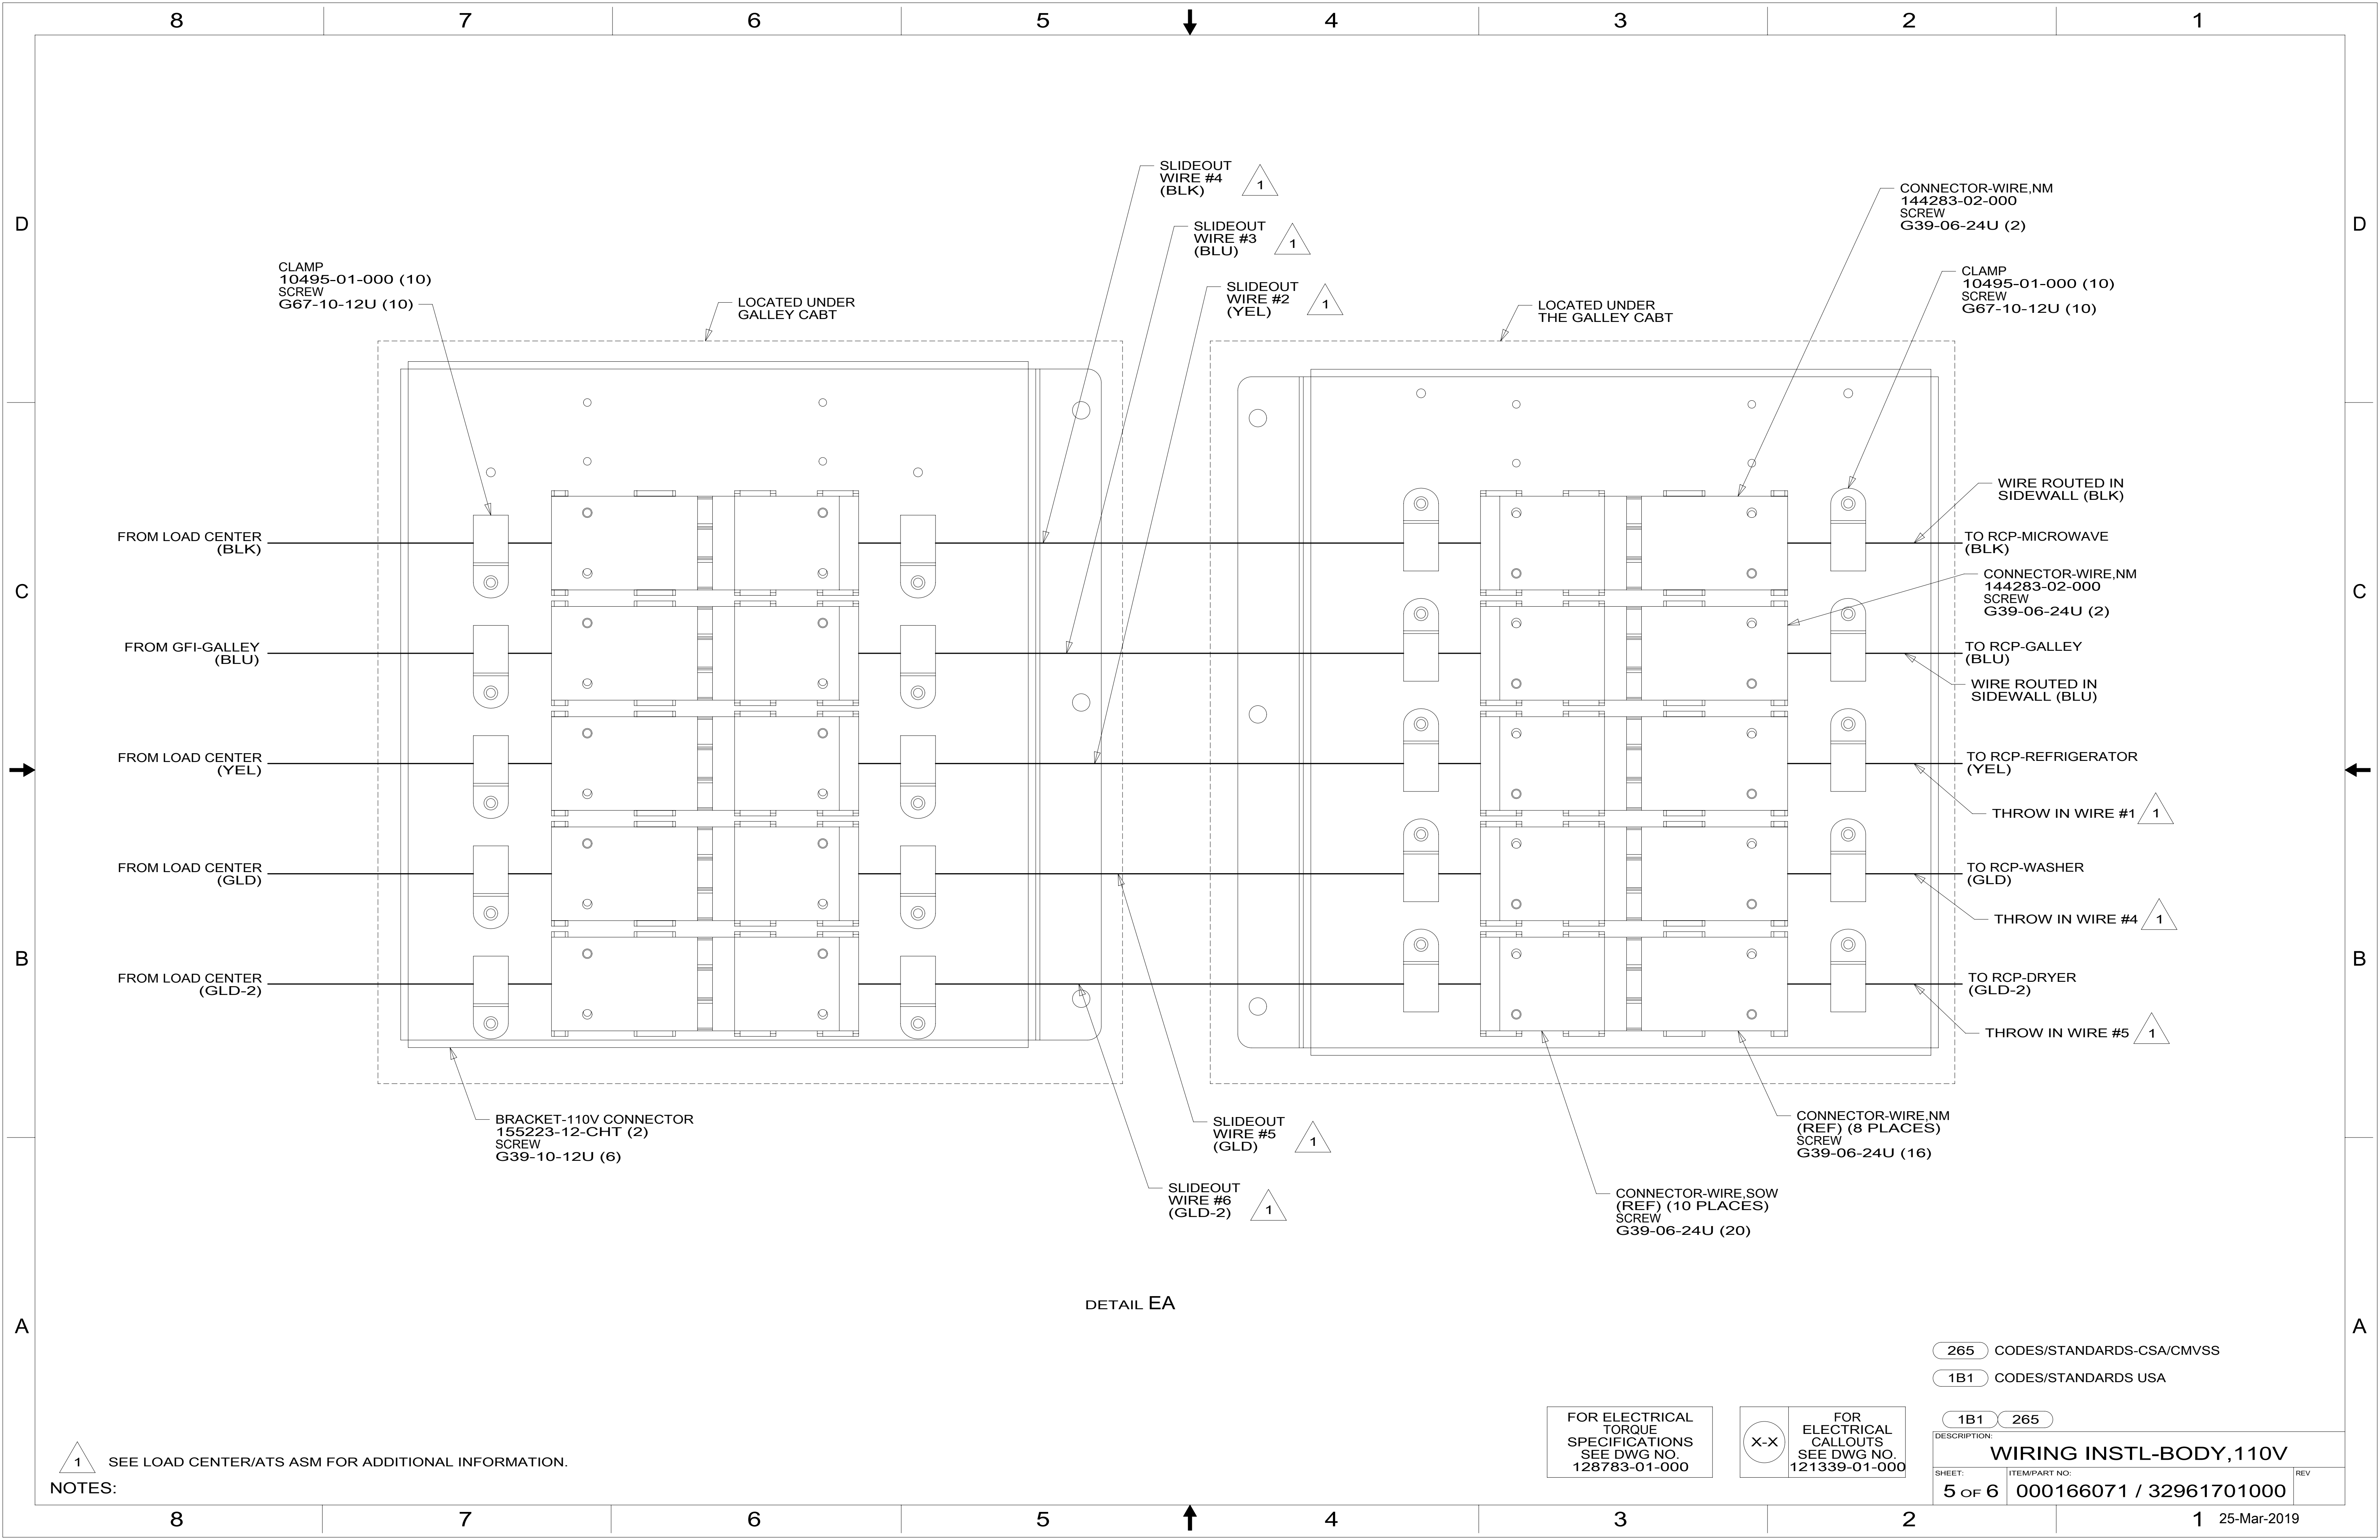 8 7 6 5 4 3 2 1
D
D
SLIDEOUT
WIRE #4
(BLK)
1
CONNECTOR-WIRE,NM
144283-02-000
SCREW
G39-06-24U (2)
SLIDEOUT
WIRE #3
(BLU)
1
CLAMP
10495-01-000 (10)
SCREW
G67-10-12U (10)
LOCATED UNDER
GALLEY CABT
SLIDEOUT
WIRE #2
(YEL)
1
LOCATED UNDER
THE GALLEY CABT
CLAMP
10495-01-000 (10)
SCREW
G67-10-12U (10)
WIRE ROUTED IN
SIDEWALL (BLK)
FROM LOAD CENTER
(BLK)
TO RCP-MICROWAVE
(BLK)
C
C
CONNECTOR-WIRE,NM
144283-02-000
SCREW
G39-06-24U (2)
FROM GFI-GALLEY
(BLU)
TO RCP-GALLEY
(BLU)
WIRE ROUTED IN
SIDEWALL (BLU)
FROM LOAD CENTER
(YEL)
TO RCP-REFRIGERATOR
(YEL)
THROW IN WIRE #1
1
FROM LOAD CENTER
(GLD)
TO RCP-WASHER
(GLD)
THROW IN WIRE #4
1
B
B
FROM LOAD CENTER
(GLD-2)
TO RCP-DRYER
(GLD-2)
THROW IN WIRE #5
1
BRACKET-110V CONNECTOR
155223-12-CHT (2)
SCREW
G39-10-12U (6)
SLIDEOUT
WIRE #5
(GLD)
1
CONNECTOR-WIRE,NM
(REF) (8 PLACES)
SCREW
G39-06-24U (16)
SLIDEOUT
WIRE #6
(GLD-2)
1
CONNECTOR-WIRE,SOW
(REF) (10 PLACES)
SCREW
G39-06-24U (20)
DETAIL EA
A
A
265 CODES/STANDARDS-CSA/CMVSS
1B1 CODES/STANDARDS USA
FOR ELECTRICAL
TORQUE
SPECIFICATIONS
SEE DWG NO.
128783-01-000
X-X
FOR
ELECTRICAL
CALLOUTS
SEE DWG NO.
121339-01-000
1B1 265
DESCRIPTION:
WIRING INSTL-BODY,110V
SHEET:
5 OF 6
ITEM/PART NO:
000166071 / 32961701000
REV
1 SEE LOAD CENTER/ATS ASM FOR ADDITIONAL INFORMATION.
NOTES:
8 7 6 5 4 3 2 1
25-Mar-2019